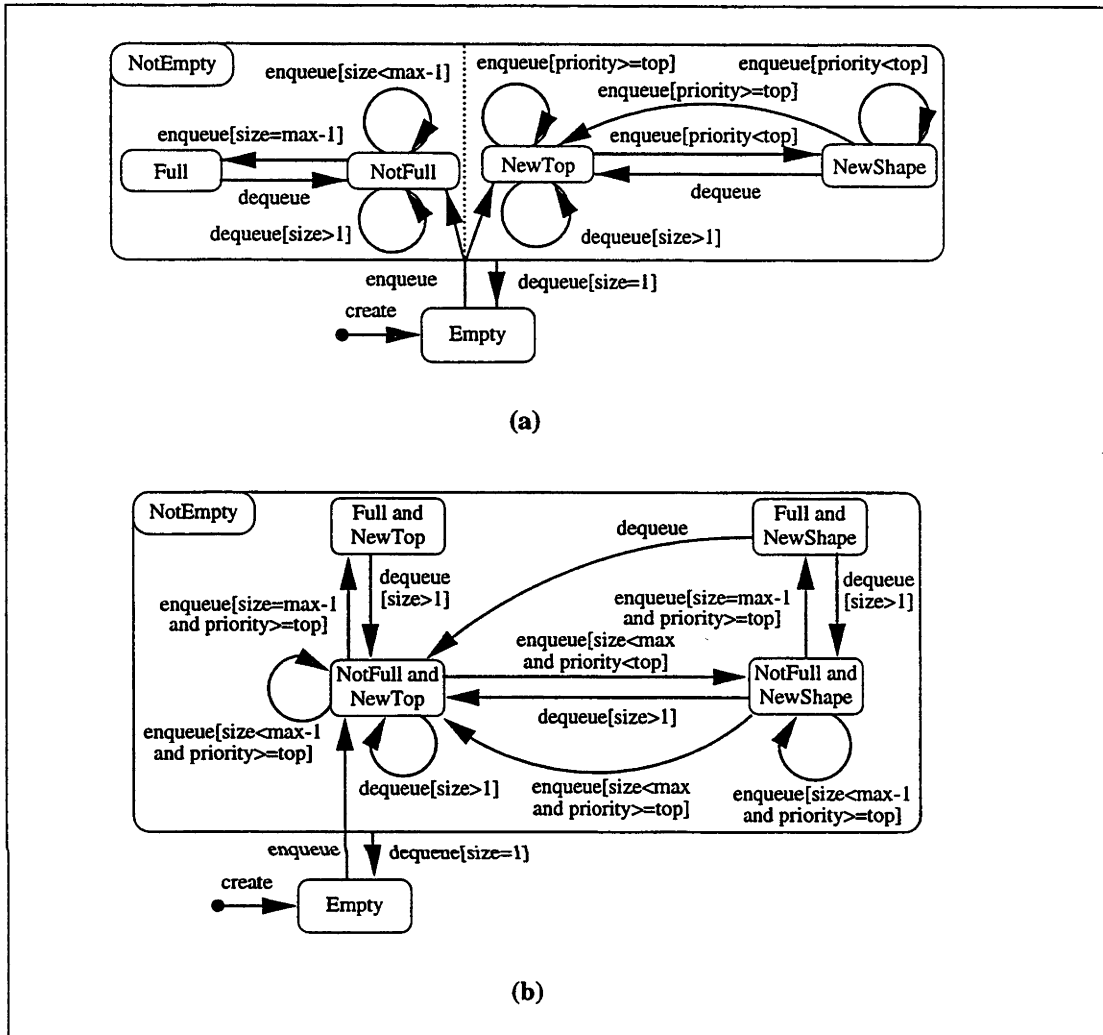 NotEmpty
enqueue[size<max-1]
enqueue[priority>=top]
enqueue[priority<top]
enqueue[priority>=top]
enqueue[size=max-1]
enqueue[priority<top]
Full
NotFull
NewTop
NewShape
dequeue
dequeue
dequeue[size>1]
dequeue[size>1]
enqueue
dequeue[size=1]
create
Empty
(a)
NotEmpty
Full and
NewTop
Full and
NewShape
dequeue
dequeue
[size>1]
dequeue
[size>1]
enqueue[size=max-1
and priority>=top]
enqueue[size=max-1
and priority>=top]
enqueue[size<max
and priority<top]
NotFull and
NewTop
NotFull and
NewShape
dequeue[size>1]
enqueue[size<max-1
and priority>=top]
dequeue[size>1]
enqueue[size<max
and priority>=top]
enqueue[size<max-1
and priority>=top]
enqueue
dequeue[size=1]
create
Empty
(b)